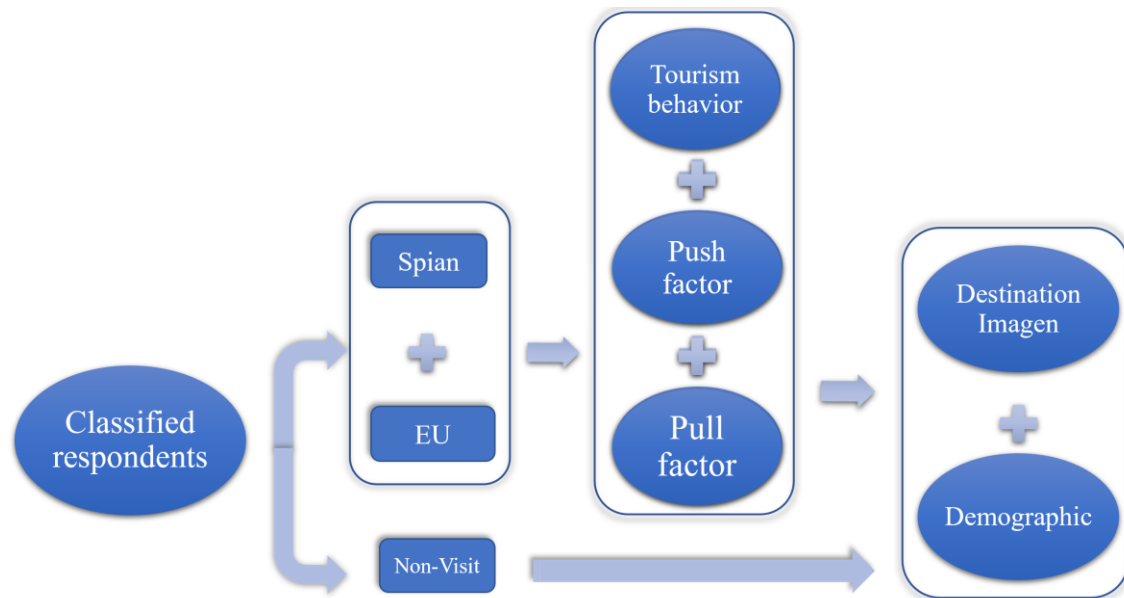 Classified
respondents
Spian
EU
Non-Visit
Tourism
behavior
Push
factor
Pull
factor
Destination
Imagen
Demographic